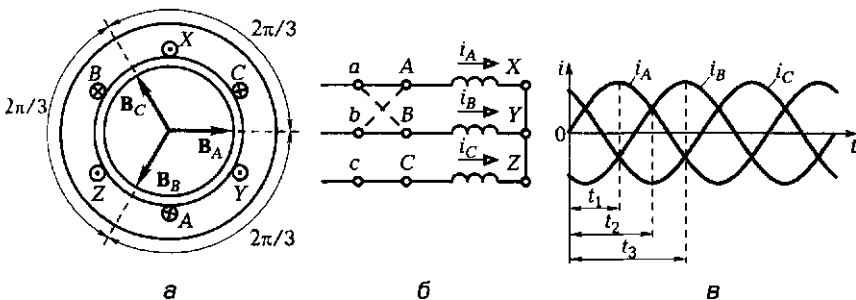 2π/3
2π/3
2π/3
X
B
C
B_C
B_A
B_B
Z
Y
A
a
a
A
i_A
X
b
B
i_B
Y
c
C
i_C
Z
б
i
i_A
i_B
i_C
0
t
t_1
t_2
t_3
в